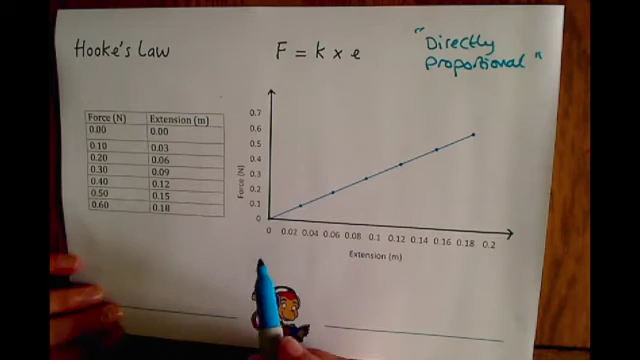 Hooke's Law
F = k x e
"Directly
Proportional"
Force (N) Extension (m)
0.00 0.00
0.10 0.03
0.20 0.06
0.30 0.09
0.40 0.12
0.50 0.15
0.60 0.18
0.7
0.6
0.5
0.4
0.3
0.2
0.1
0
Force (N)
0 0.02 0.04 0.06 0.08 0.1 0.12 0.14 0.16 0.18 0.2
Extension (m)